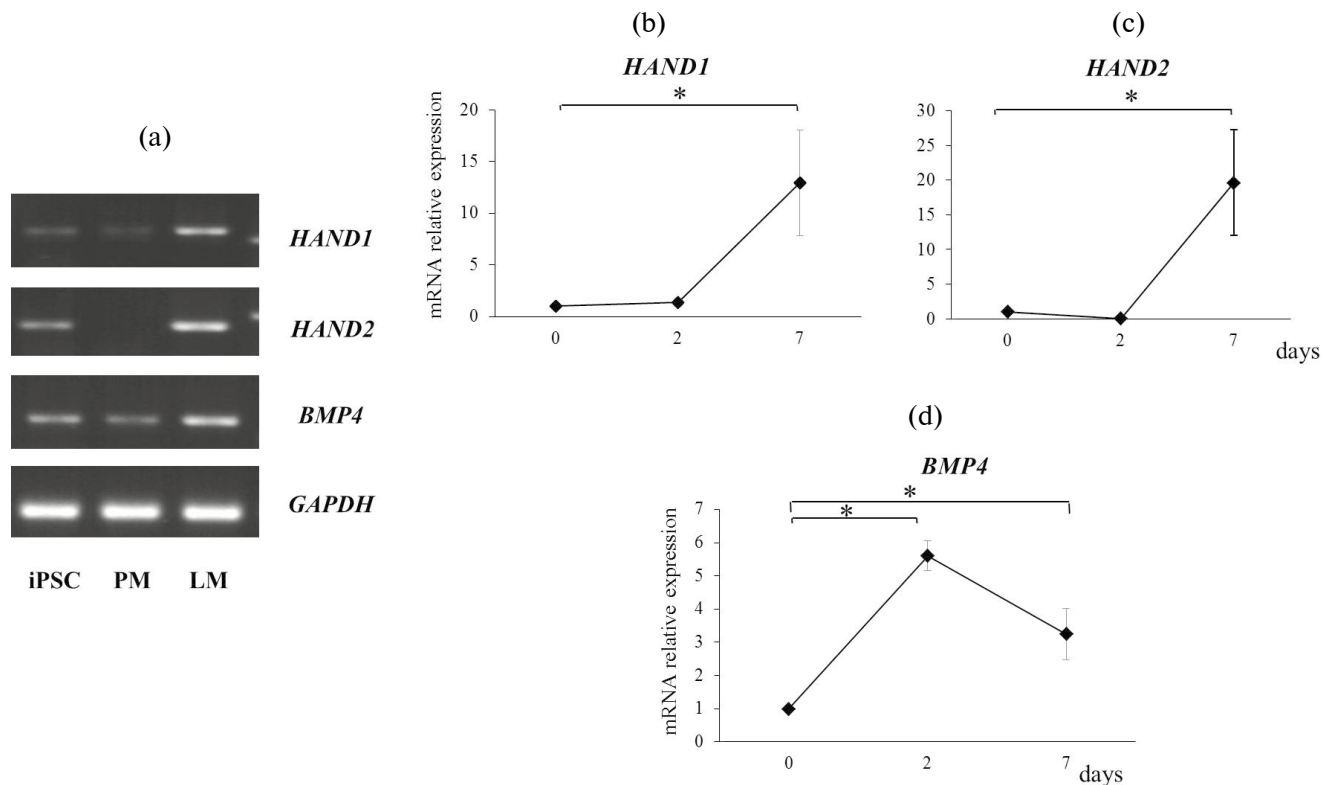 (a)
HAND1
HAND2
BMP4
GAPDH
iPSC PM LM
(b)
HAND1
*
mRNA relative expression
20
15
10
5
0
0 2 7
(c)
HAND2
*
30
25
20
15
10
5
0
0 2 7
days
(d)
BMP4
*
*
mRNA relative expression
7
6
5
4
3
2
1
0
0 2 7
days